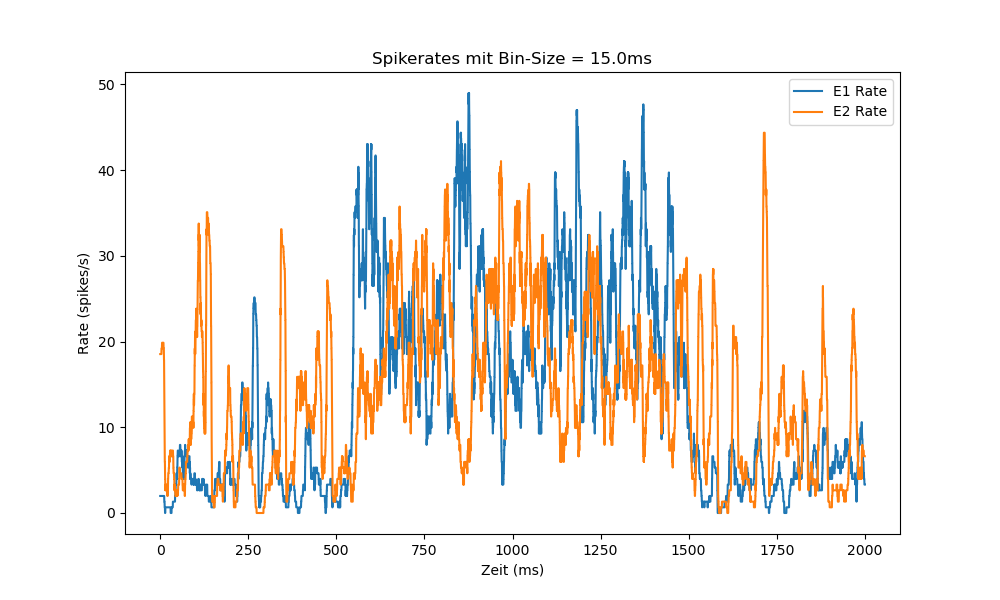 Spikerates mit Bin-Size = 15.0ms
E1 Rate
E2 Rate
50
40
30
20
10
0
Rate (spikes/s)
0 250 500 750 1000 1250 1500 1750 2000
Zeit (ms)